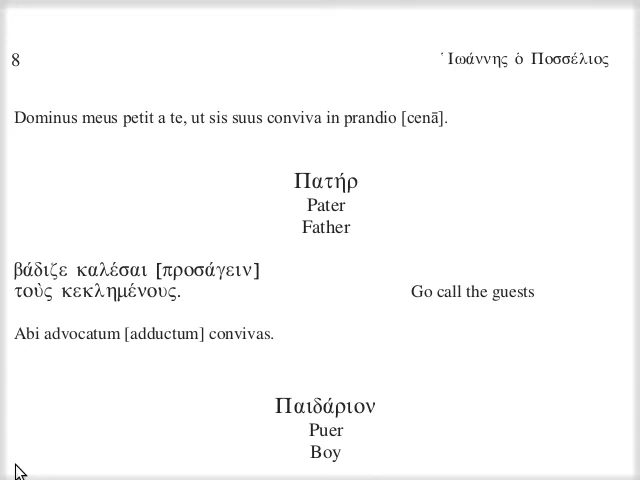 8 ῾Ιωάννης ὁ Ποσσέλιος
Dominus meus petit a te, ut sis suus conviva in prandio [cenā].
Πατήρ
Pater
Father
βάδιζε καλέσαι [προσάγειν]
τοὺς κεκλημένους. Go call the guests
Abi advocatum [adductum] convivas.
Παιδάριον
Puer
Boy